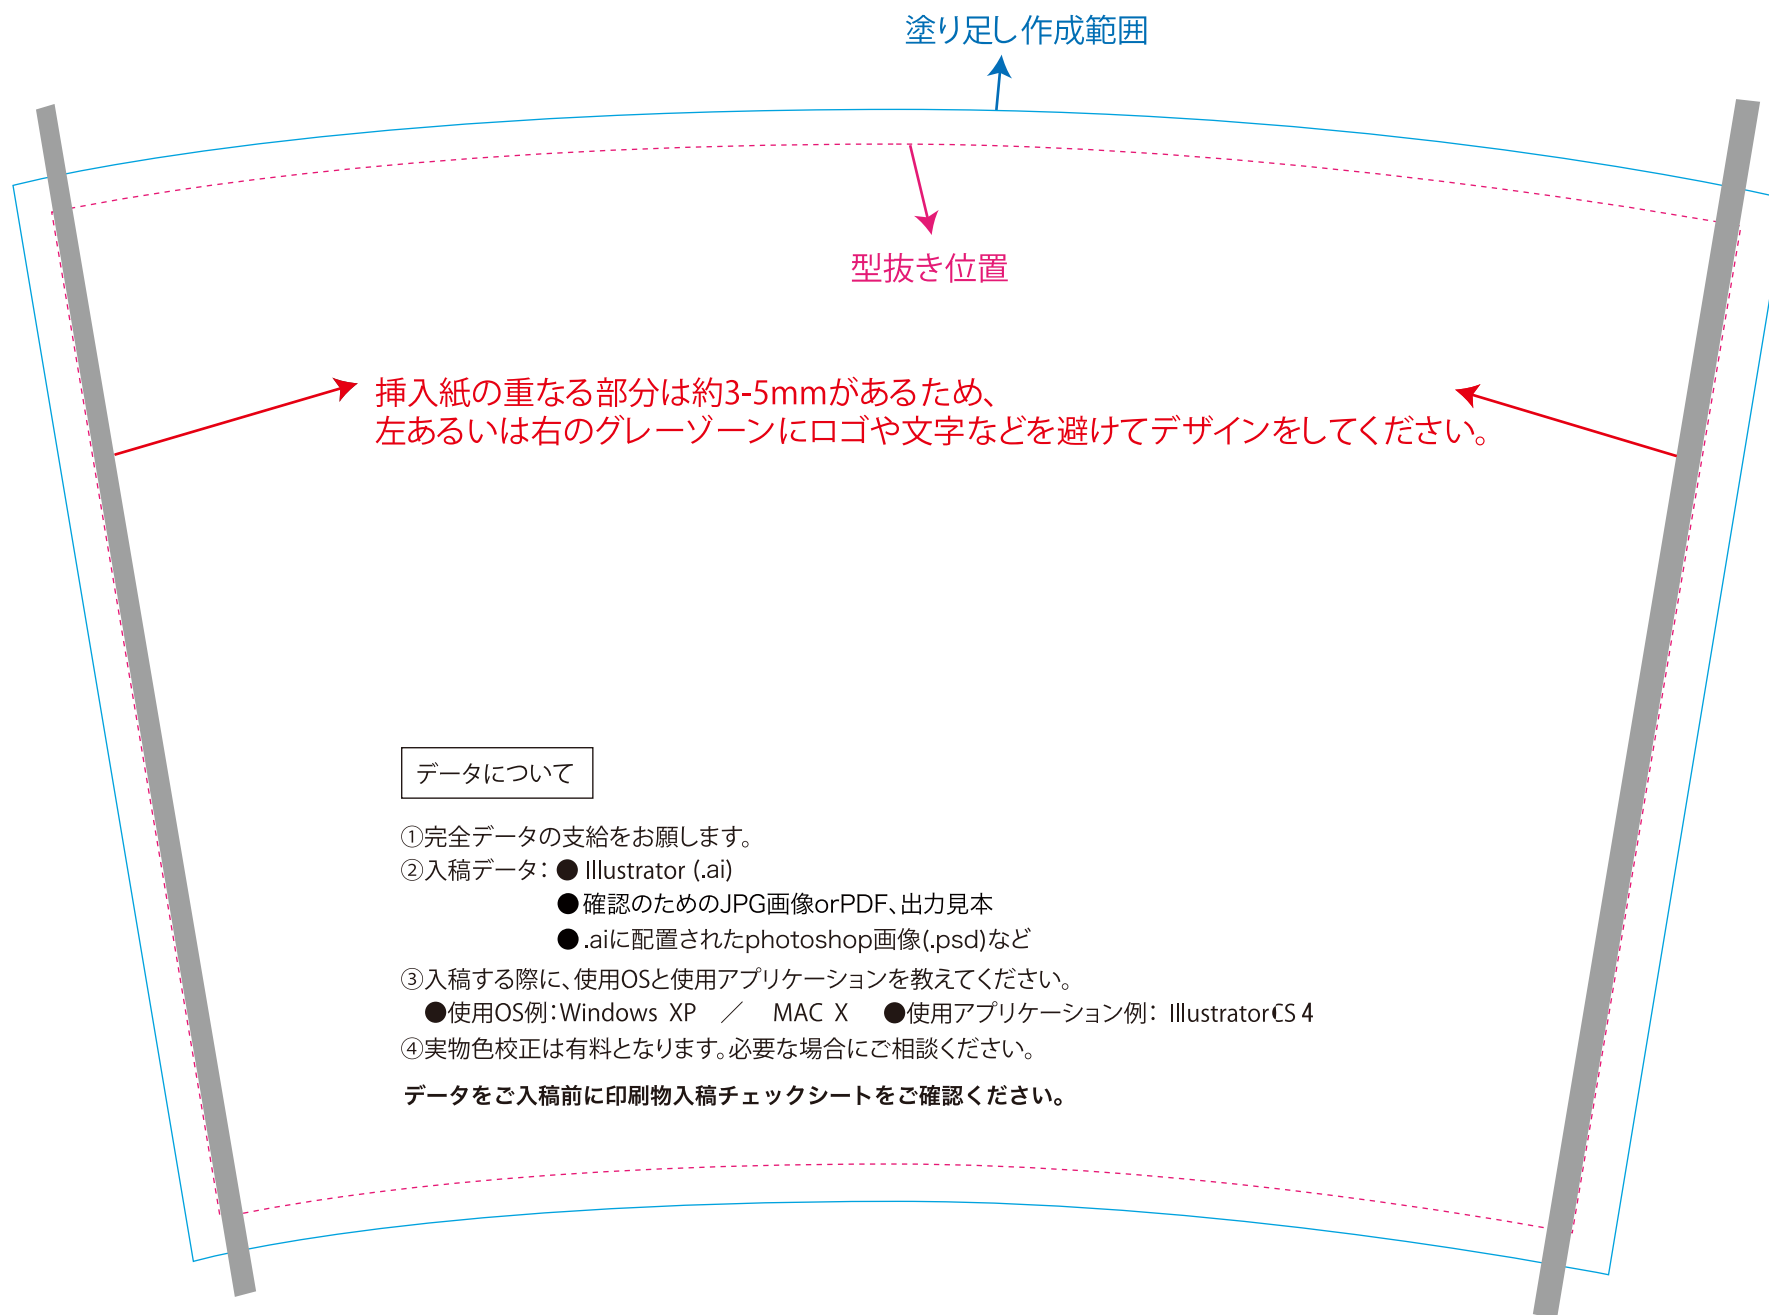 塗り足し作成範囲
型抜き位置
挿入紙の重なる部分は約3-5mmがあるため、
左あるいは右のグレーゾーンにロゴや文字などを避けてデザインをしてください。
データについて
①完全データの支給をお願します。
②入稿データ：● Illustrator (.ai)
●確認のためのJPG画像orPDF、出力見本
●.aiに配置されたphotoshop画像(.psd)など
③入稿する際に、使用OSと使用アプリケーションを教えてください。
●使用OS例：Windows XP ／ MAC X ●使用アプリケーション例： IllustratorCS 4
④実物色校正は有料となります。必要な場合にご相談ください。
データをご入稿前に印刷物入稿チェックシートをご確認ください。